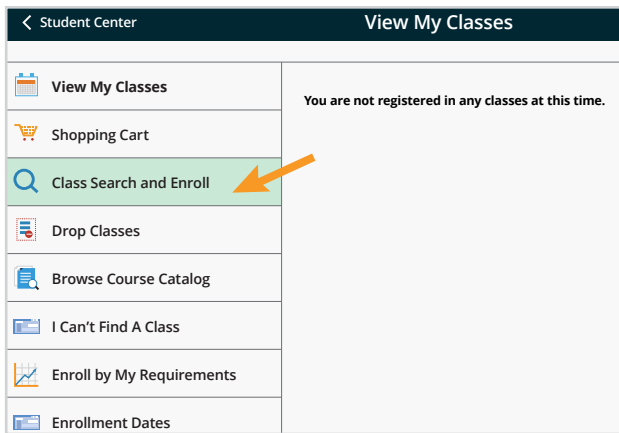 Student Center
View My Classes
View My Classes
You are not registered in any classes at this time.
Shopping Cart
Class Search and Enroll
Drop Classes
Browse Course Catalog
I Can't Find A Class
Enroll by My Requirements
Enrollment Dates